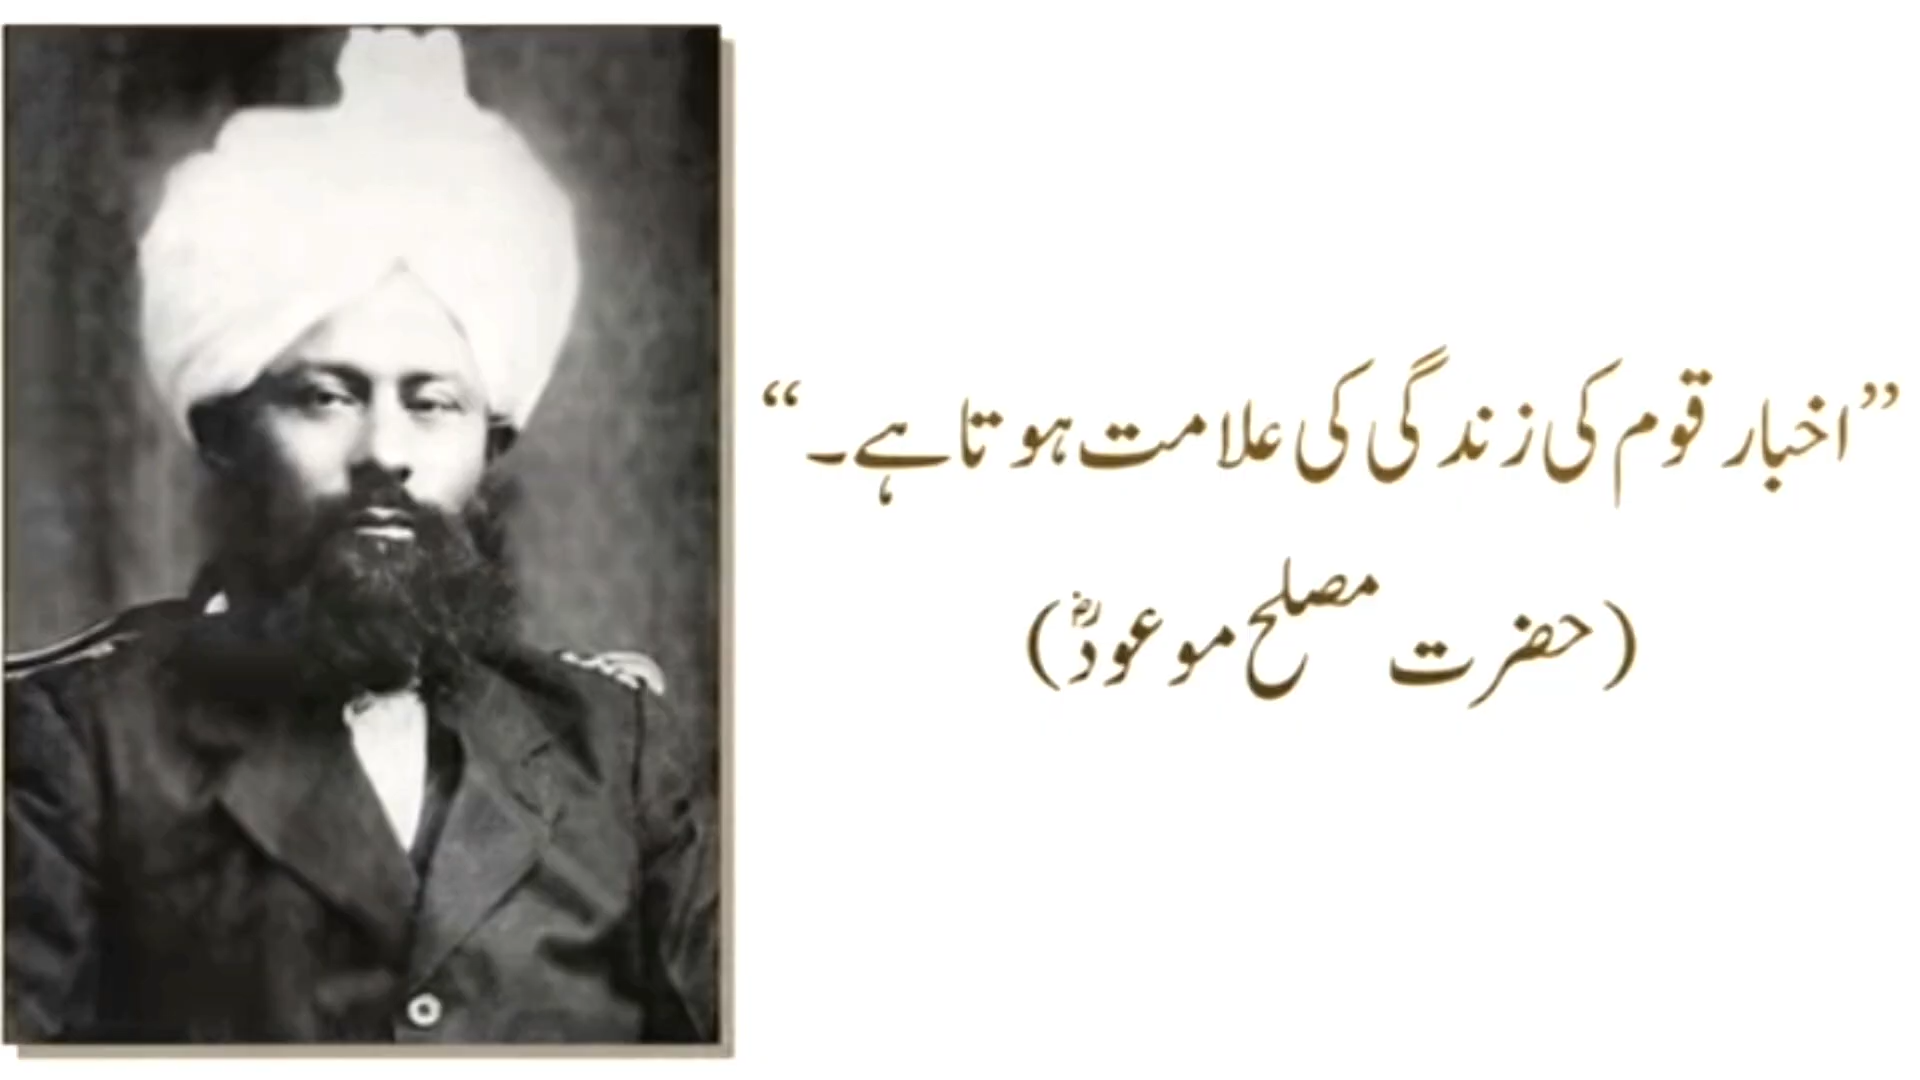 ”اخبار قوم کی زندگی کی علامت ہوتا ہے۔“
(حضرت مصلح موعودؓ)